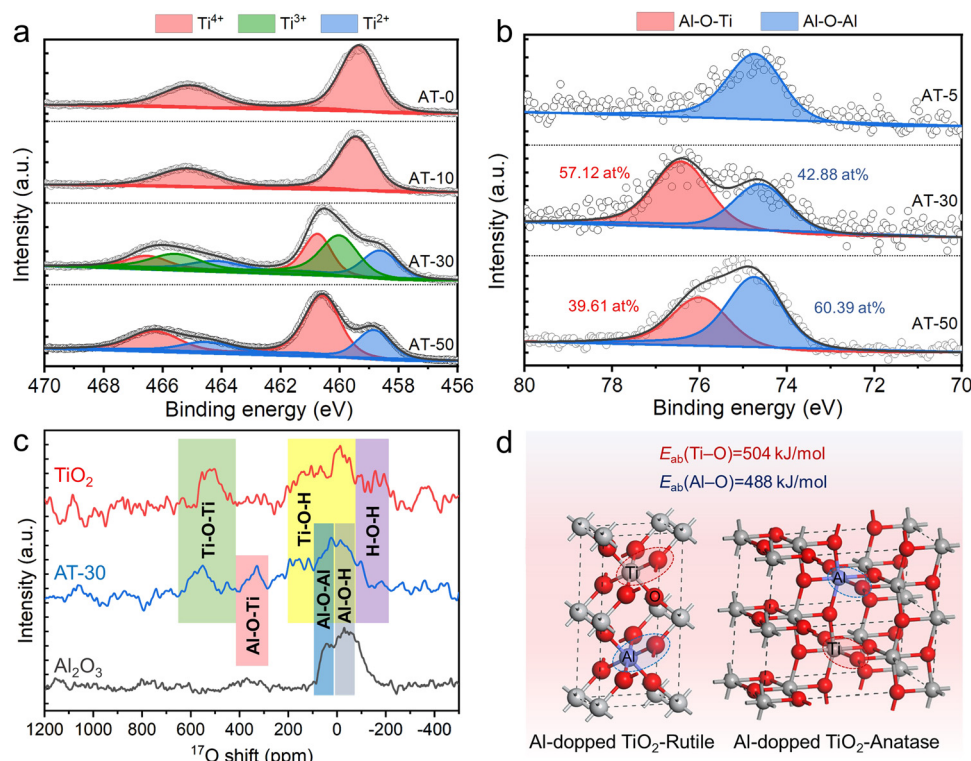 a
Ti⁴⁺ Ti³⁺ Ti²⁺
AT-0
AT-10
AT-30
AT-50
Intensity (a.u.)
470 468 466 464 462 460 458 456
Binding energy (eV)
b
Al-O-Ti Al-O-Al
AT-5
57.12 at% 42.88 at%
AT-30
39.61 at% 60.39 at%
AT-50
Intensity (a.u.)
80 78 76 74 72 70
Binding energy (eV)
c
TiO₂
AT-30
Al₂O₃
Ti-O-Ti
Al-O-Ti
Ti-O-H
Al-O-Al
Al-O-H
H-O-H
Intensity (a.u.)
1200 1000 800 600 400 200 0 -200 -400
¹⁷O shift (ppm)
d
Eab(Ti–O)=504 kJ/mol
Eab(Al–O)=488 kJ/mol
Ti
O
Al
Al
Ti
Al-dopped TiO₂-Rutile Al-dopped TiO₂-Anatase